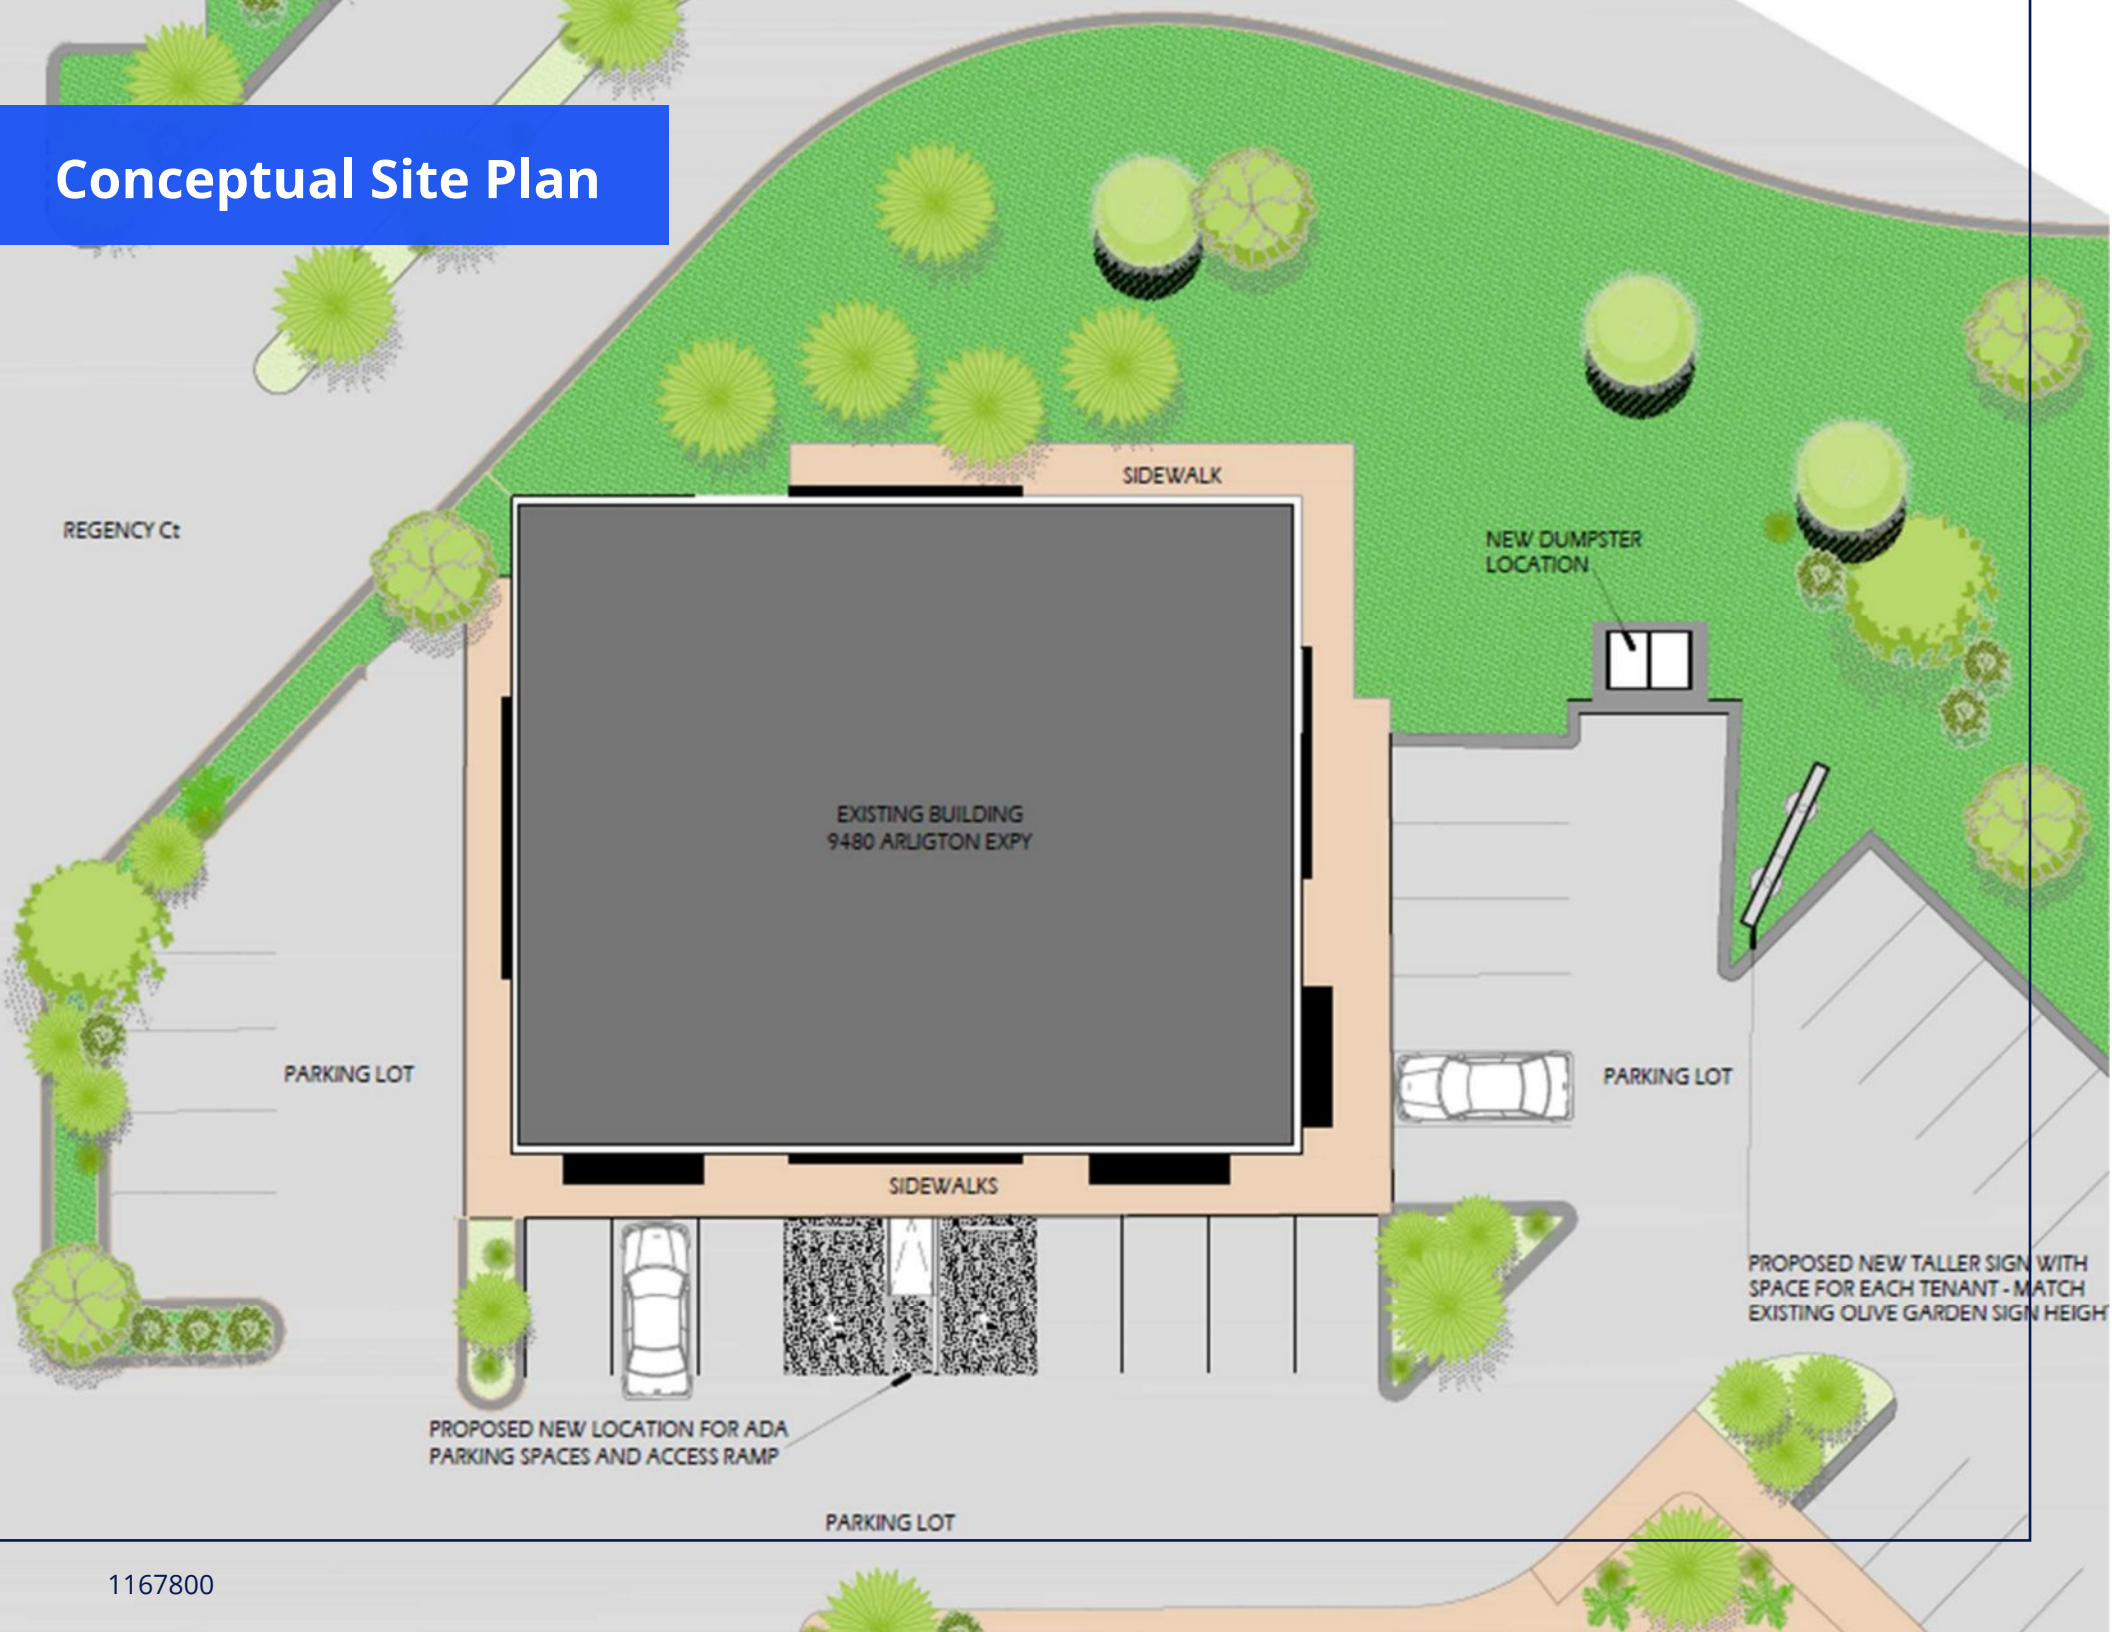 Conceptual Site Plan
SIDEWALK
REGENCY Ct
NEW DUMPSTER
LOCATION
EXISTING BUILDING
9480 ARLIGTON EXPY
PARKING LOT
PARKING LOT
SIDEWALKS
PROPOSED NEW TALLER SIGN WITH
SPACE FOR EACH TENANT - MATCH
EXISTING OLIVE GARDEN SIGN HEIGH
PROPOSED NEW LOCATION FOR ADA
PARKING SPACES AND ACCESS RAMP
PARKING LOT
1167800